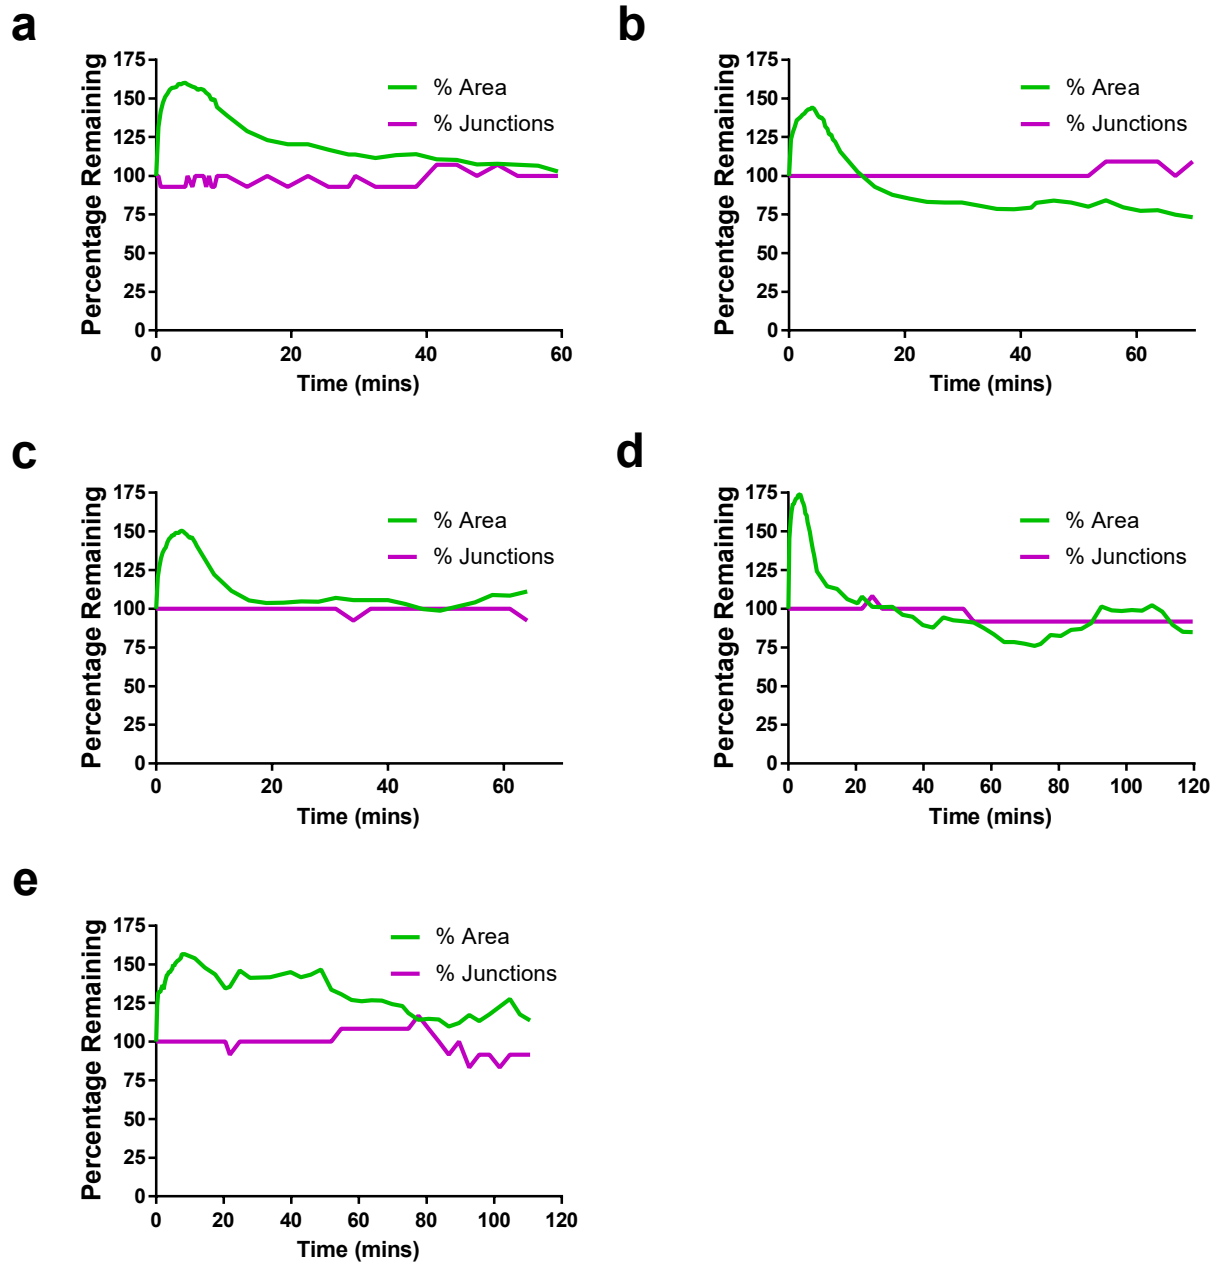 a
Percentage Remaining
175
150
125
100
75
50
25
0
% Area
% Junctions
0 20 40 60
Time (mins)
b
Percentage Remaining
175
150
125
100
75
50
25
0
% Area
% Junctions
0 20 40 60
Time (mins)
c
Percentage Remaining
175
150
125
100
75
50
25
0
% Area
% Junctions
0 20 40 60
Time (mins)
d
Percentage Remaining
175
150
125
100
75
50
25
0
% Area
% Junctions
0 20 40 60 80 100 120
Time (mins)
e
Percentage Remaining
175
150
125
100
75
50
25
0
% Area
% Junctions
0 20 40 60 80 100 120
Time (mins)